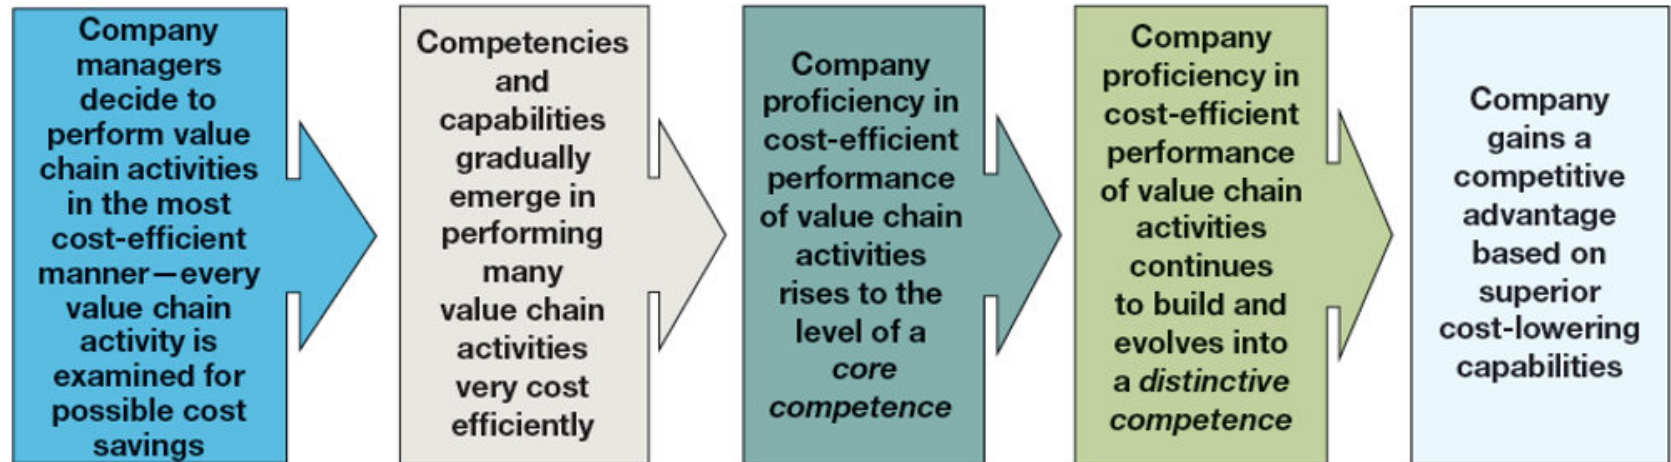 Company
managers
decide to
perform value
chain activities
in the most
cost-efficient
manner—every
value chain
activity is
examined for
possible cost
savings
Competencies
and
capabilities
gradually
emerge in
performing
many
value chain
activities
very cost
efficiently
Company
proficiency in
cost-efficient
performance
of value chain
activities
rises to the
level of a
core
competence
Company
proficiency in
cost-efficient
performance
of value chain
activities
continues
to build and
evolves into
a distinctive
competence
Company
gains a
competitive
advantage
based on
superior
cost-lowering
capabilities